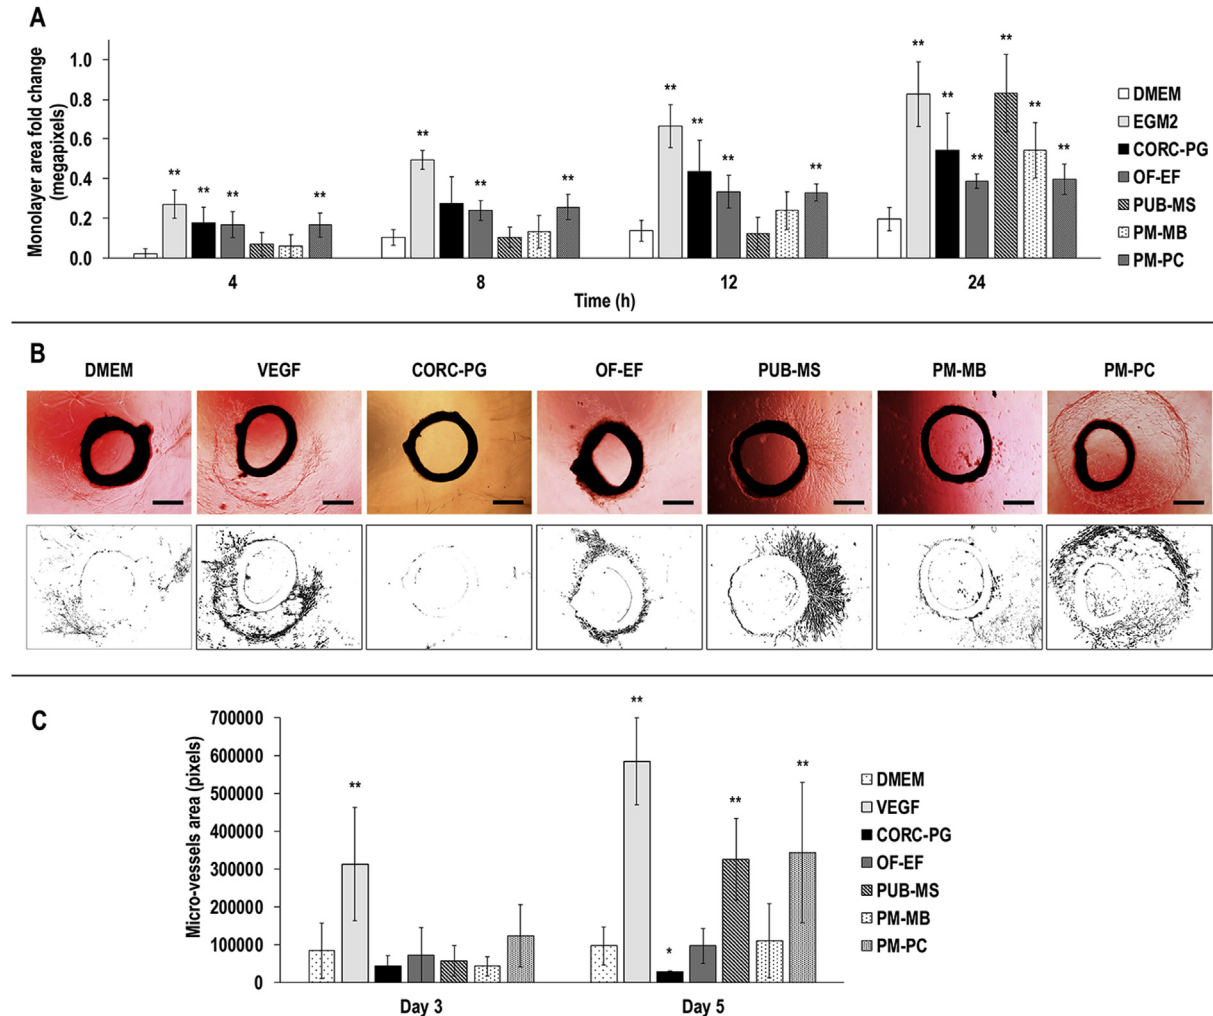 A
Monolayer area fold change
(megapixels)
1.0
0.8
0.6
0.4
0.2
0.0
** ** ** **
** ** **
** ** ** **
** ** ** ** ** **
4 8 12 24
Time (h)
DMEM
EGM2
CORC-PG
OF-EF
PUB-MS
PM-MB
PM-PC
B
DMEM VEGF CORC-PG OF-EF PUB-MS PM-MB PM-PC
C
Micro-vessels area (pixels)
700000
600000
500000
400000
300000
200000
100000
0
**
** * ** **
Day 3 Day 5
DMEM
VEGF
CORC-PG
OF-EF
PUB-MS
PM-MB
PM-PC